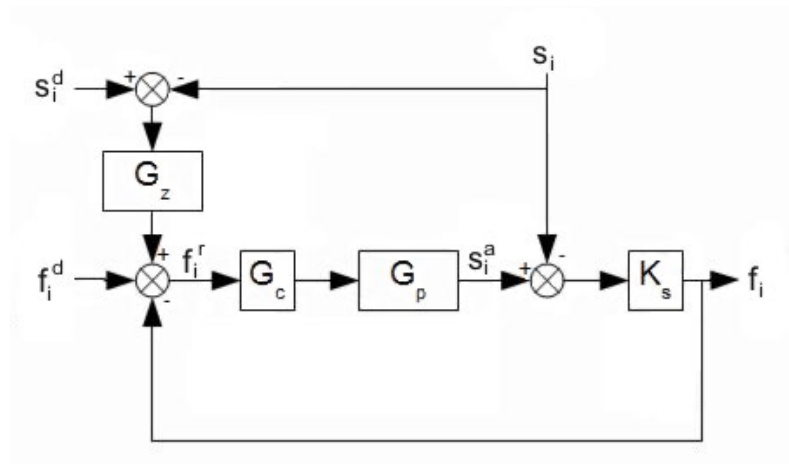 s_i
s_i^d + -
G_z
+ -
f_i^d f_i^r G_c G_p s_i^a + K_s f_i
-